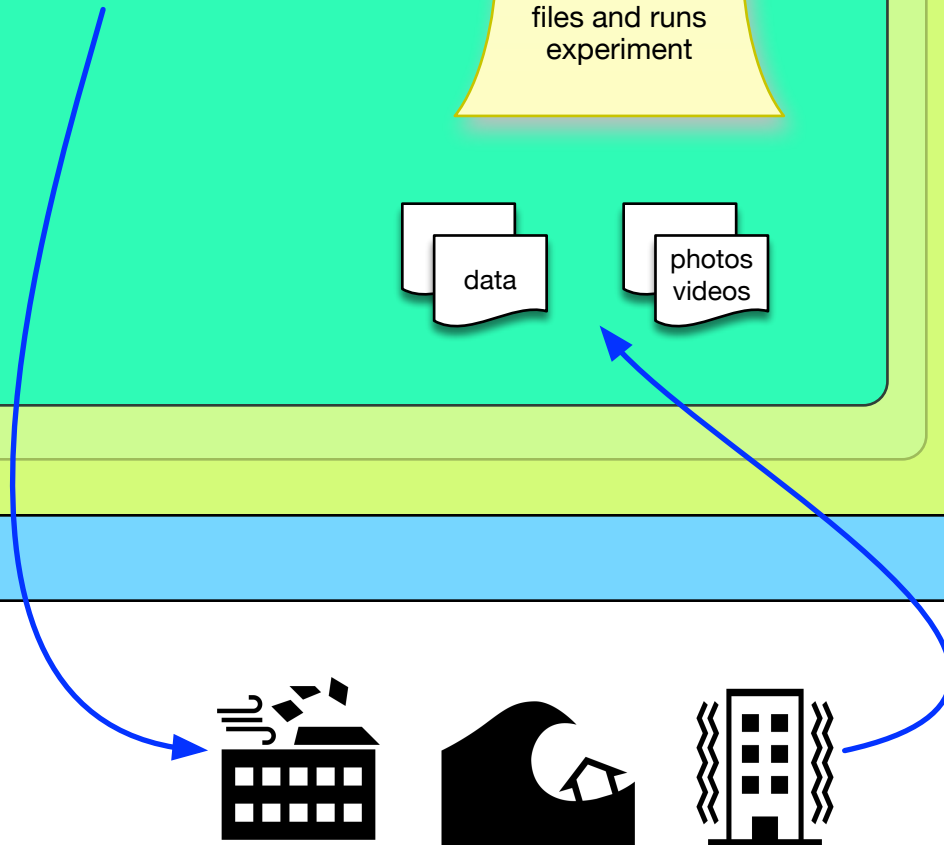 files and runs
experiment
data
photos
videos